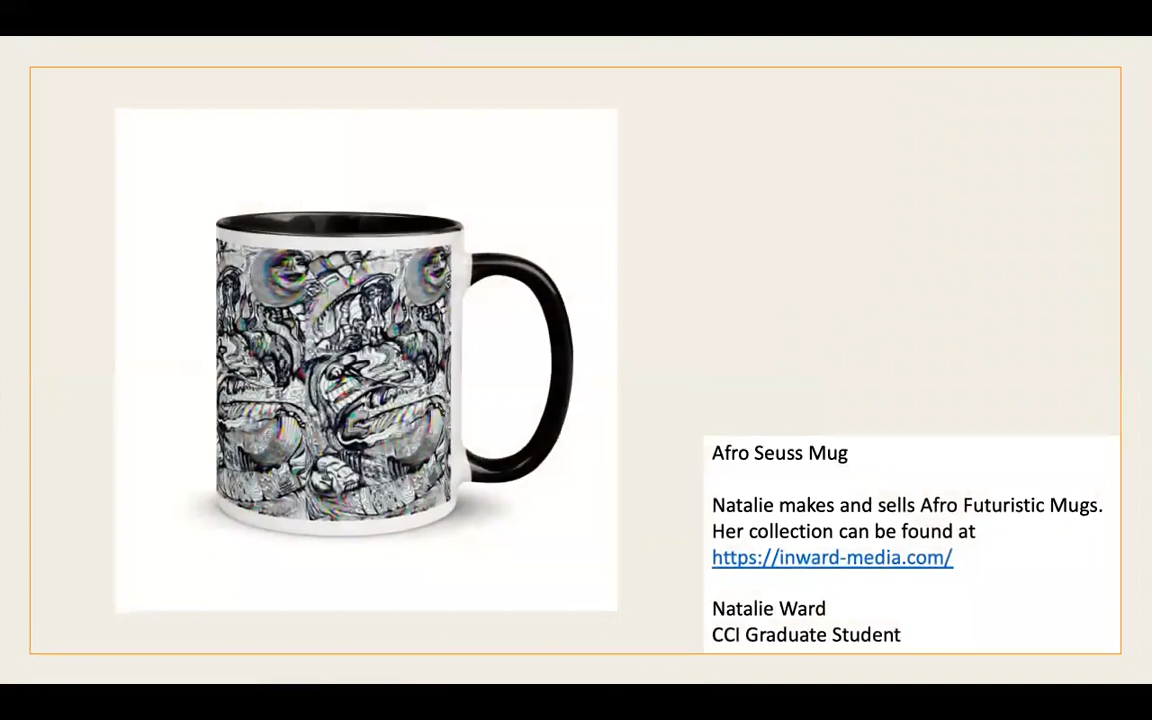 Afro Seuss Mug
Natalie makes and sells Afro Futuristic Mugs.
Her collection can be found at
https://inward-media.com/
Natalie Ward
CCI Graduate Student